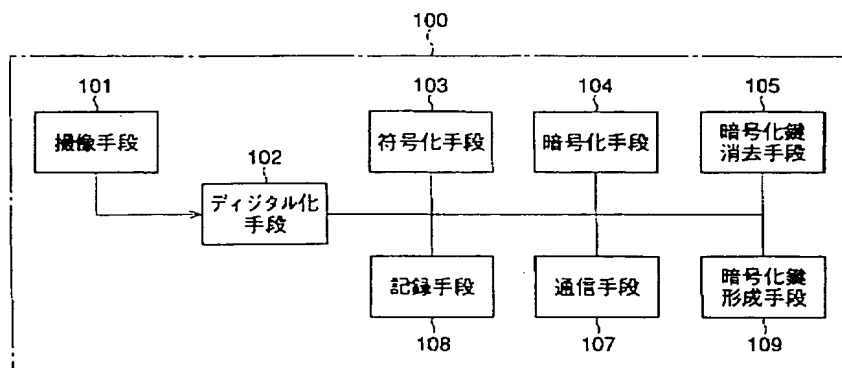 100
101
撮像手段
102
ディジタル化
手段
103
符号化手段
104
暗号化手段
105
暗号化鍵
消去手段
記録手段
108
通信手段
107
暗号化鍵
形成手段
109